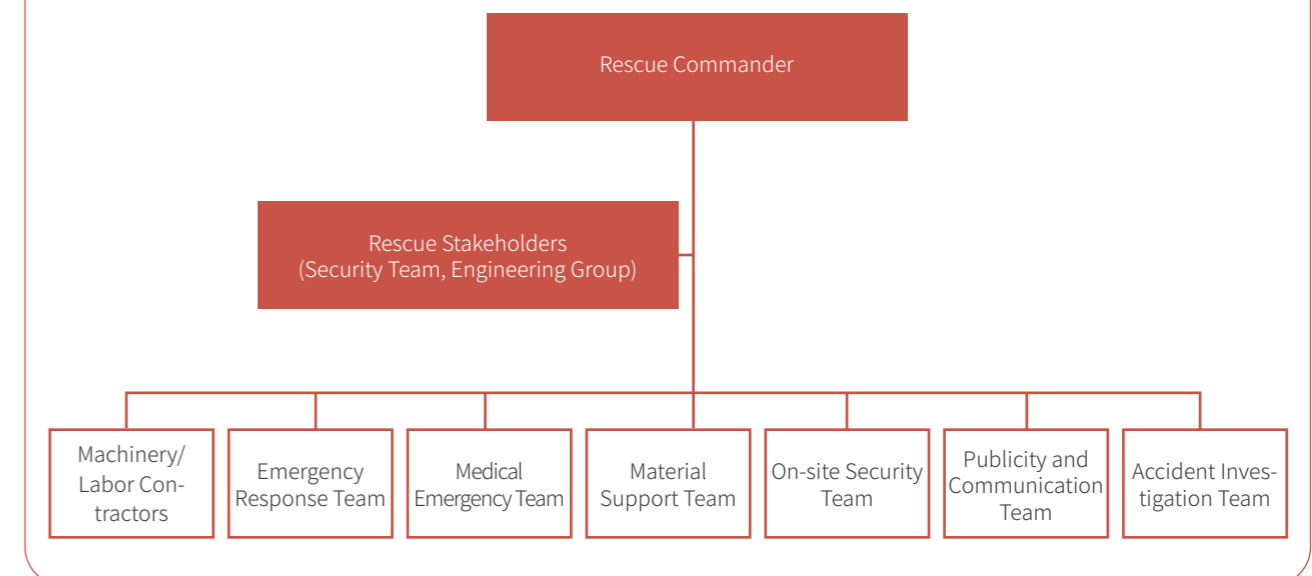 Rescue Commander
Rescue Stakeholders
(Security Team, Engineering Group)
Machinery/
Labor Con-
tractors
Emergency
Response Team
Medical
Emergency Team
Material
Support Team
On-site Security
Team
Publicity and
Communication
Team
Accident Inves-
tigation Team